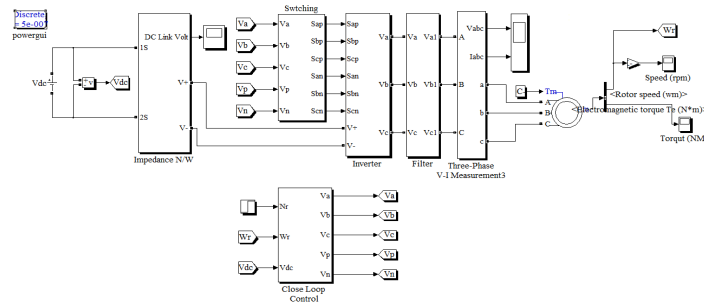 Discrete,
= 5e-007
powergui
Vdc
+v
-
Vdc
1S
2S
DC Link Volt
V+
V-
Impedance N/W
Va
Vb
Vc
Vp
Vn
Swtching
Va
Vb
Vc
Vp
Vn
Sap
Sbp
Scp
San
Sbn
Scn
Sap
Sbp
Scp
San
Sbn
Scn
V+
V-
Va
Vb
Vc
Inverter
Va
Vb
Vc
Va1
Vb1
Vc1
Filter
A
B
C
Vabc
Iabc
a
b
c
Three-Phase
V-I Measurement3
C
Tm
A
B
C
Wr
Speed (rpm)
<Rotor speed (wm)>
<Electromagnetic torque Te (N*m)>
Torqut (NM
Nr
Wr
Vdc
Wr
Vdc
Va
Vb
Vc
Vp
Vn
Va
Vb
Vc
Vp
Vn
Close Loop
Control